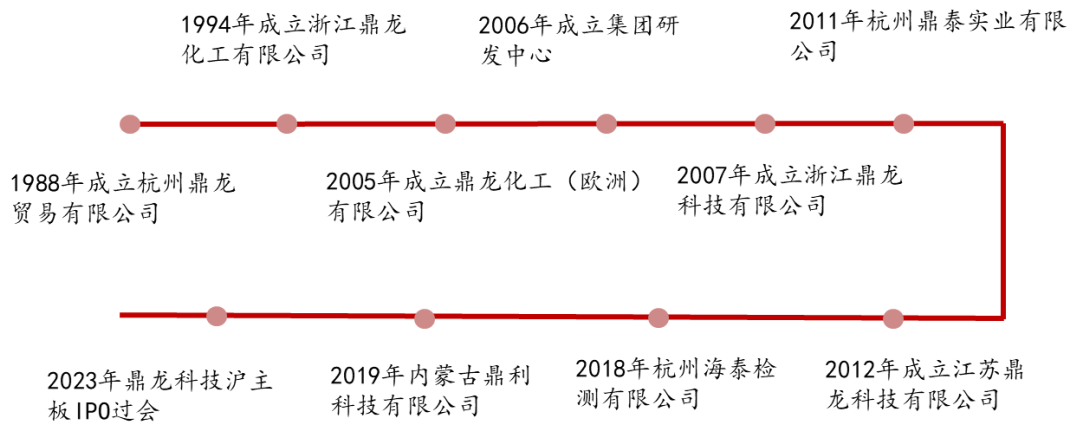 1994年成立浙江鼎龙
化工有限公司
2006年成立集团研
发中心
2011年杭州鼎泰实业有限
公司
1988年成立杭州鼎龙
贸易有限公司
2005年成立鼎龙化工（欧洲）
有限公司
2007年成立浙江鼎龙
科技有限公司
2023年鼎龙科技沪主
板IPO过会
2019年内蒙古鼎利
科技有限公司
2018年杭州海泰检
测有限公司
2012年成立江苏鼎
龙科技有限公司